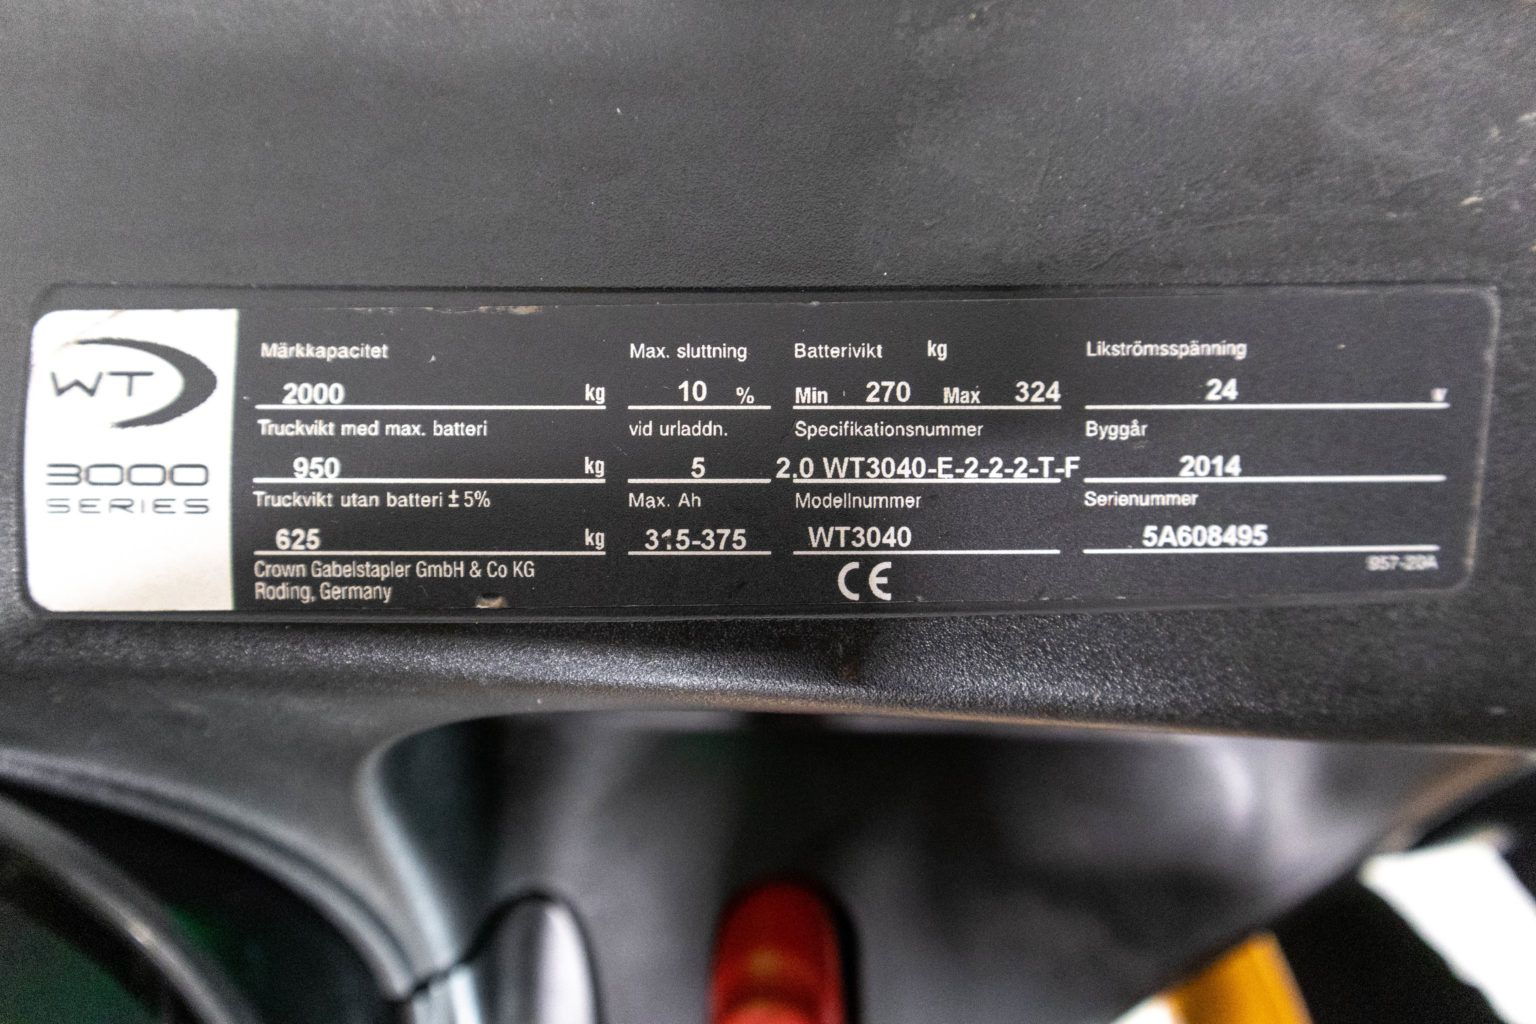 WT
3000
SERIES
Märkkapacitet
2000 kg
Truckvikt med max. batteri
950 kg
Truckvikt utan batteri ±5%
625 kg
Crown Gabelstapler GmbH & Co KG
Roding, Germany
Max. sluttning
10 %
vid urladdn.
5
Max. Ah
315-375
Batterivikt kg
Min 270 Max 324
Specifikationsnummer
2.0 WT3040-E-2-2-2-T-F
Modellnummer
WT3040
CE
Likströmsspänning
24 V
Byggår
2014
Serienummer
5A608495
957-20A